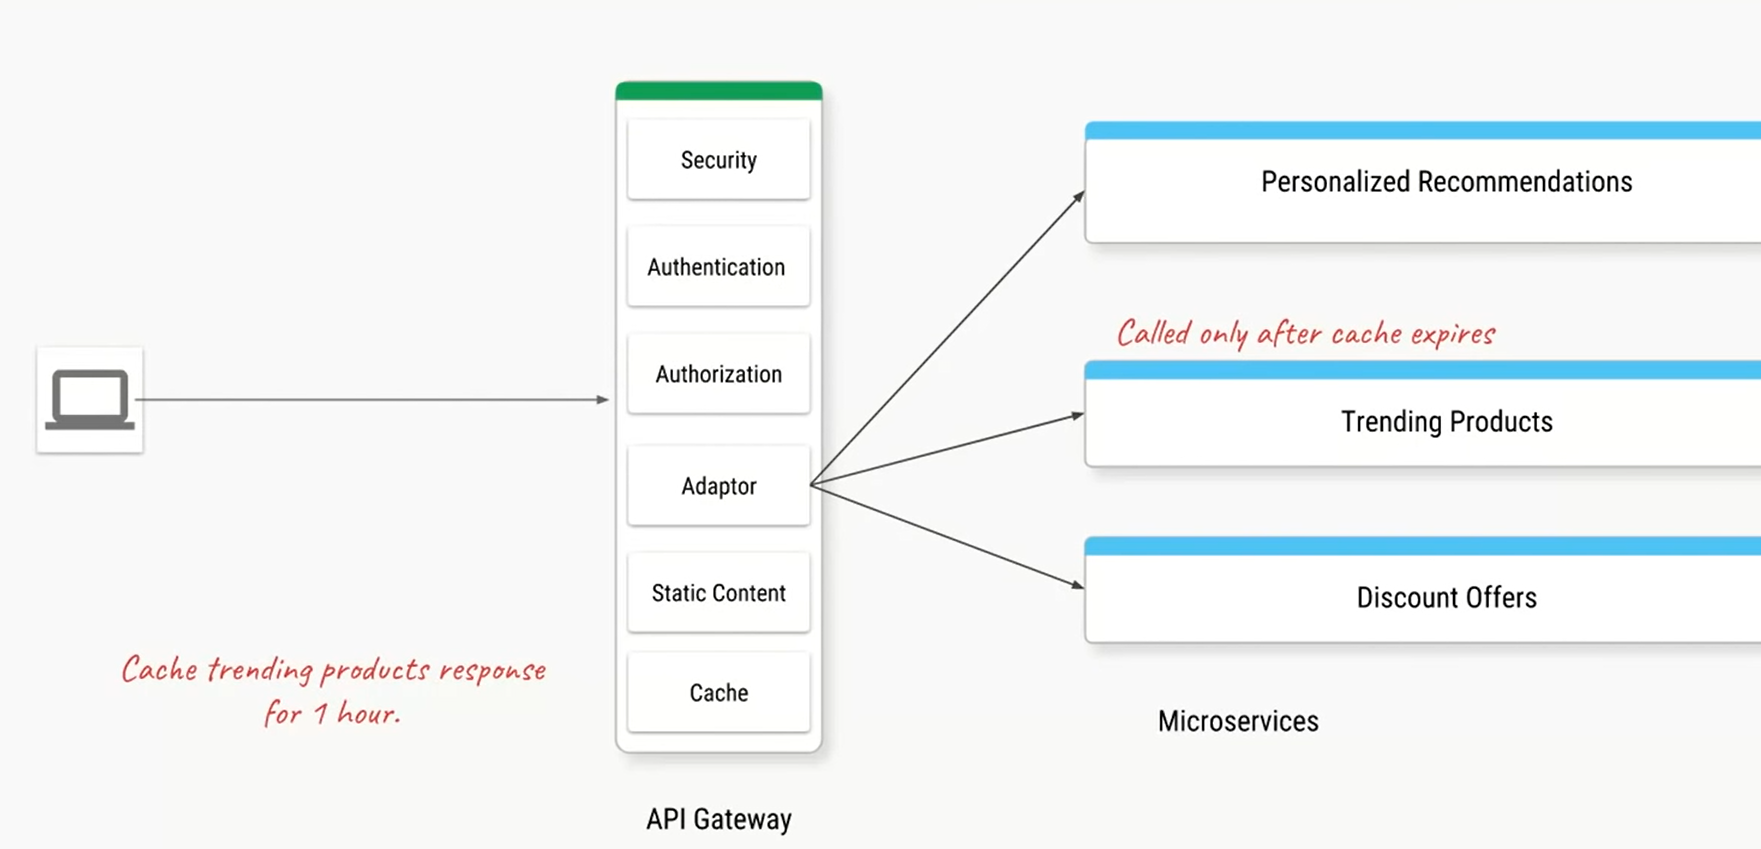 Security
Authentication
Authorization
Adaptor
Static Content
Cache
API Gateway
Cache trending products response
for 1 hour.
Personalized Recommendations
Called only after cache expires
Trending Products
Discount Offers
Microservices